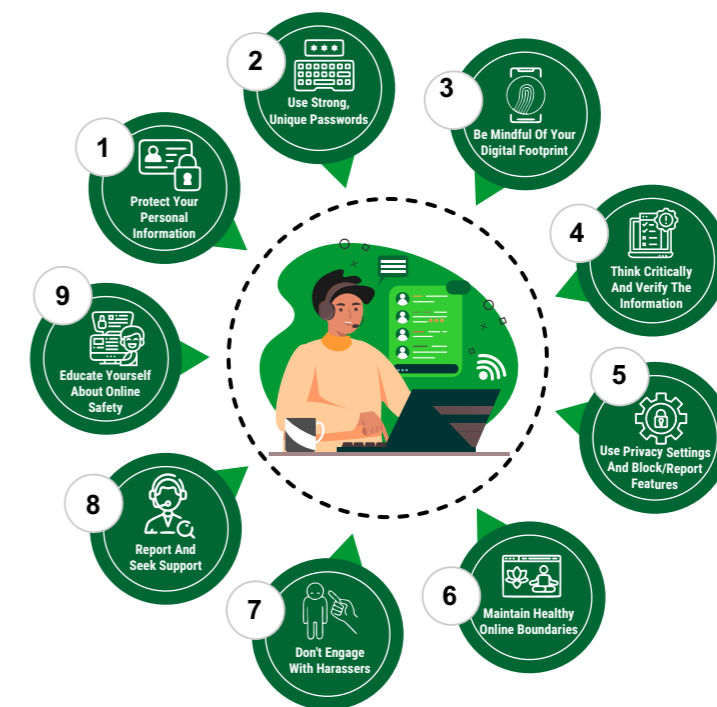 1
Protect Your
Personal
Information
2
***
Use Strong,
Unique Passwords
3
Be Mindful Of Your
Digital Footprint
4
Think Critically
And Verify The
Information
5
Use Privacy Settings
And Block/Report
Features
6
Maintain Healthy
Online Boundaries
7
Don't Engage
With Harassers
8
Report And
Seek Support
9
Educate Yourself
About Online
Safety